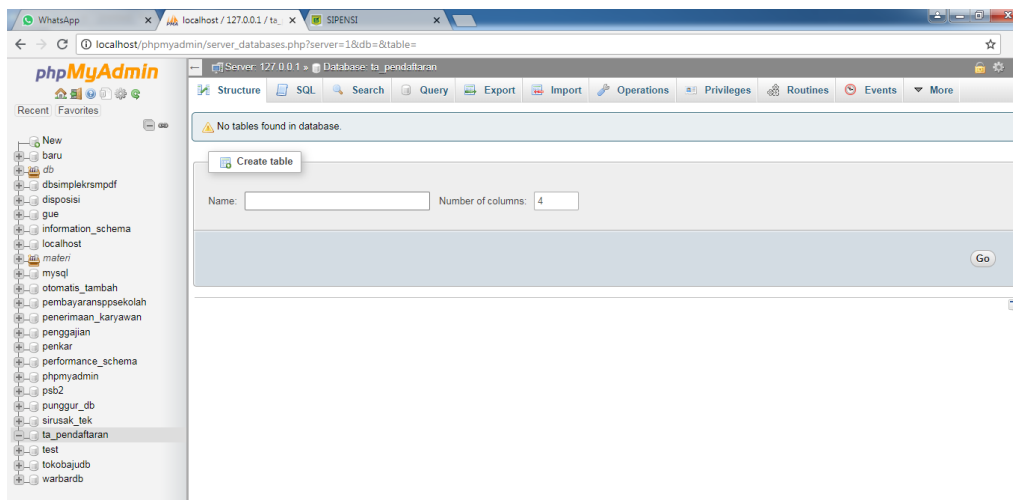 WhatsApp
localhost / 127.0.0.1 / ta_
SIPENSI
localhost/phpmyadmin/server_databases.php?server=1&db=&table=
phpMyAdmin
Recent Favorites
New
baru
db
dbsimplekrsmpdf
disposisi
gue
information_schema
localhost
materi
mysql
otomatis_tambah
pembayaransppsekolah
penerimaan_karyawan
penggajian
penkar
performance_schema
phpmyadmin
psb2
punggur_db
sirusak_tek
ta_pendaftaran
test
tokobajudb
warbardb
Server: 127.0.0.1 » Database: ta_pendaftaran
Structure SQL Search Query Export Import Operations Privileges Routines Events More
No tables found in database.
Create table
Name: Number of columns: 4
Go